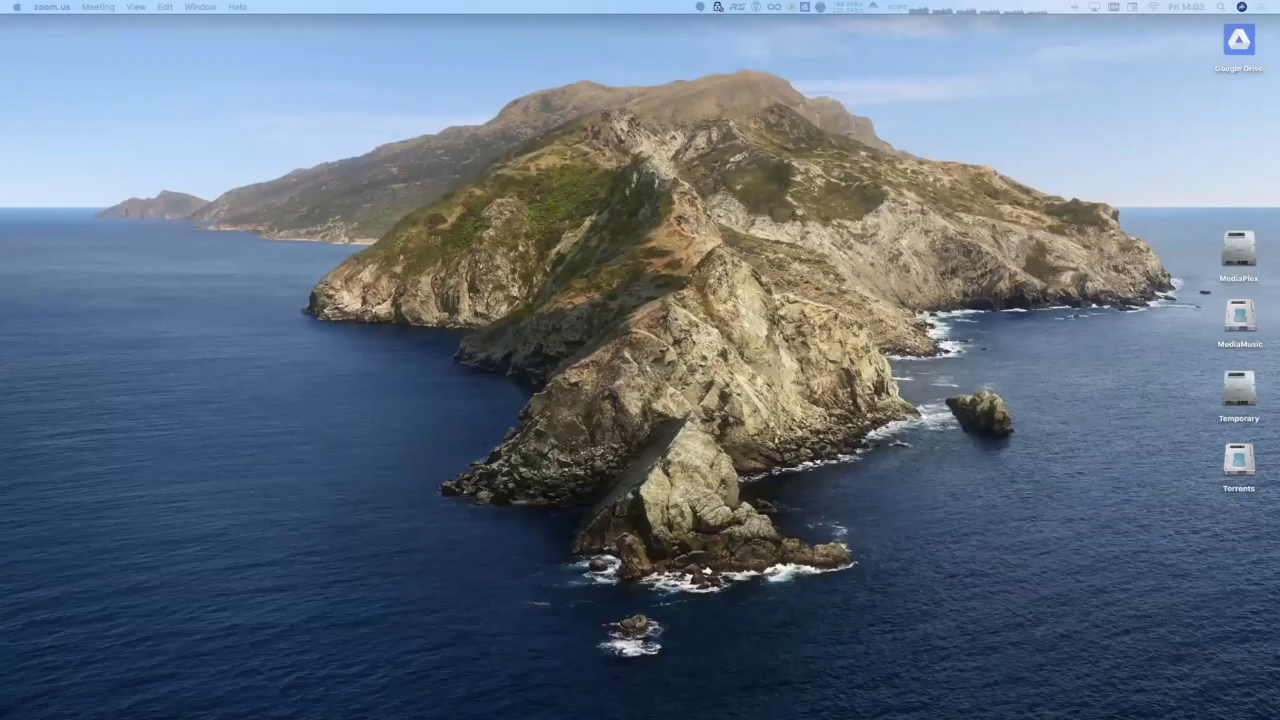 zoom.us Meeting View Edit Window Help
Fri 14:03
Google Drive
MediaPlex
MediaMusic
Temporary
Torrents